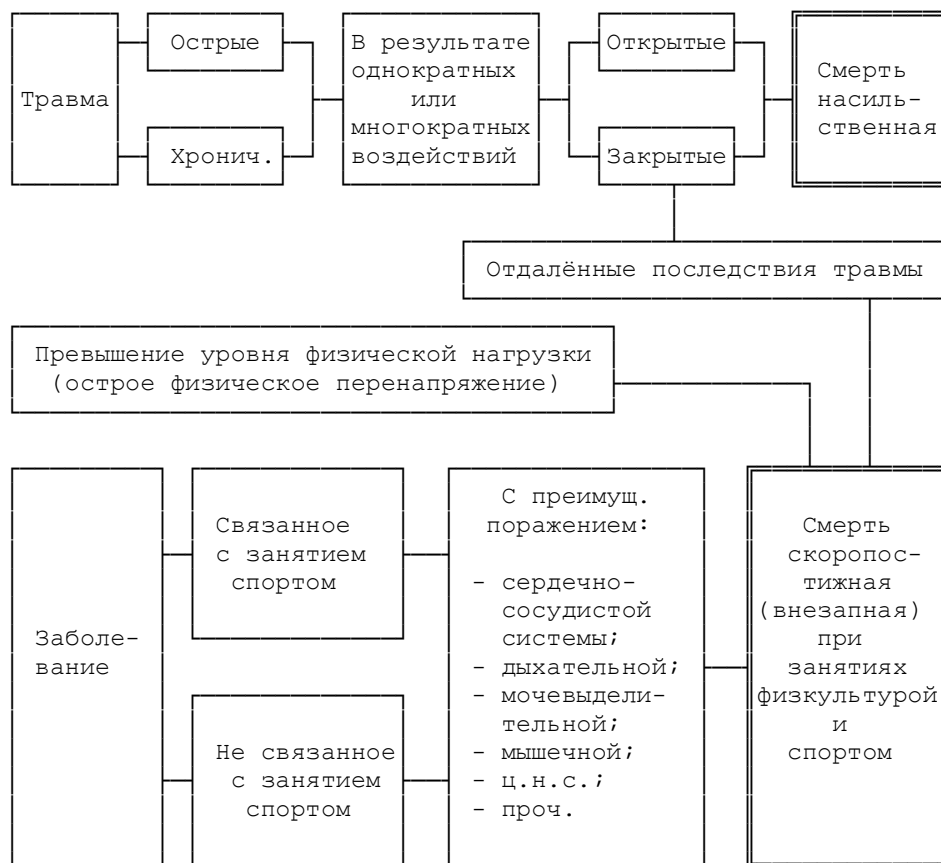 Травма
Острые
Хронич.
В результате
однократных
или
многократных
воздействий
Открытые
Закрытые
Смерть
насиль-
ственная
Отдалённые последствия травмы
Превышение уровня физической нагрузки
(острое физическое перенапряжение)
Заболе-
вание
Связанное
с занятием
спортом
Не связанное
с занятием
спортом
С преимущ.
поражением:
- сердечно-
сосудистой
системы;
- дыхательной;
- мочевыдели-
тельной;
- мышечной;
- ц.н.с.;
- проч.
Смерть
скоропос-
тижная
(внезапная)
при
занятиях
физкультурой
и
спортом